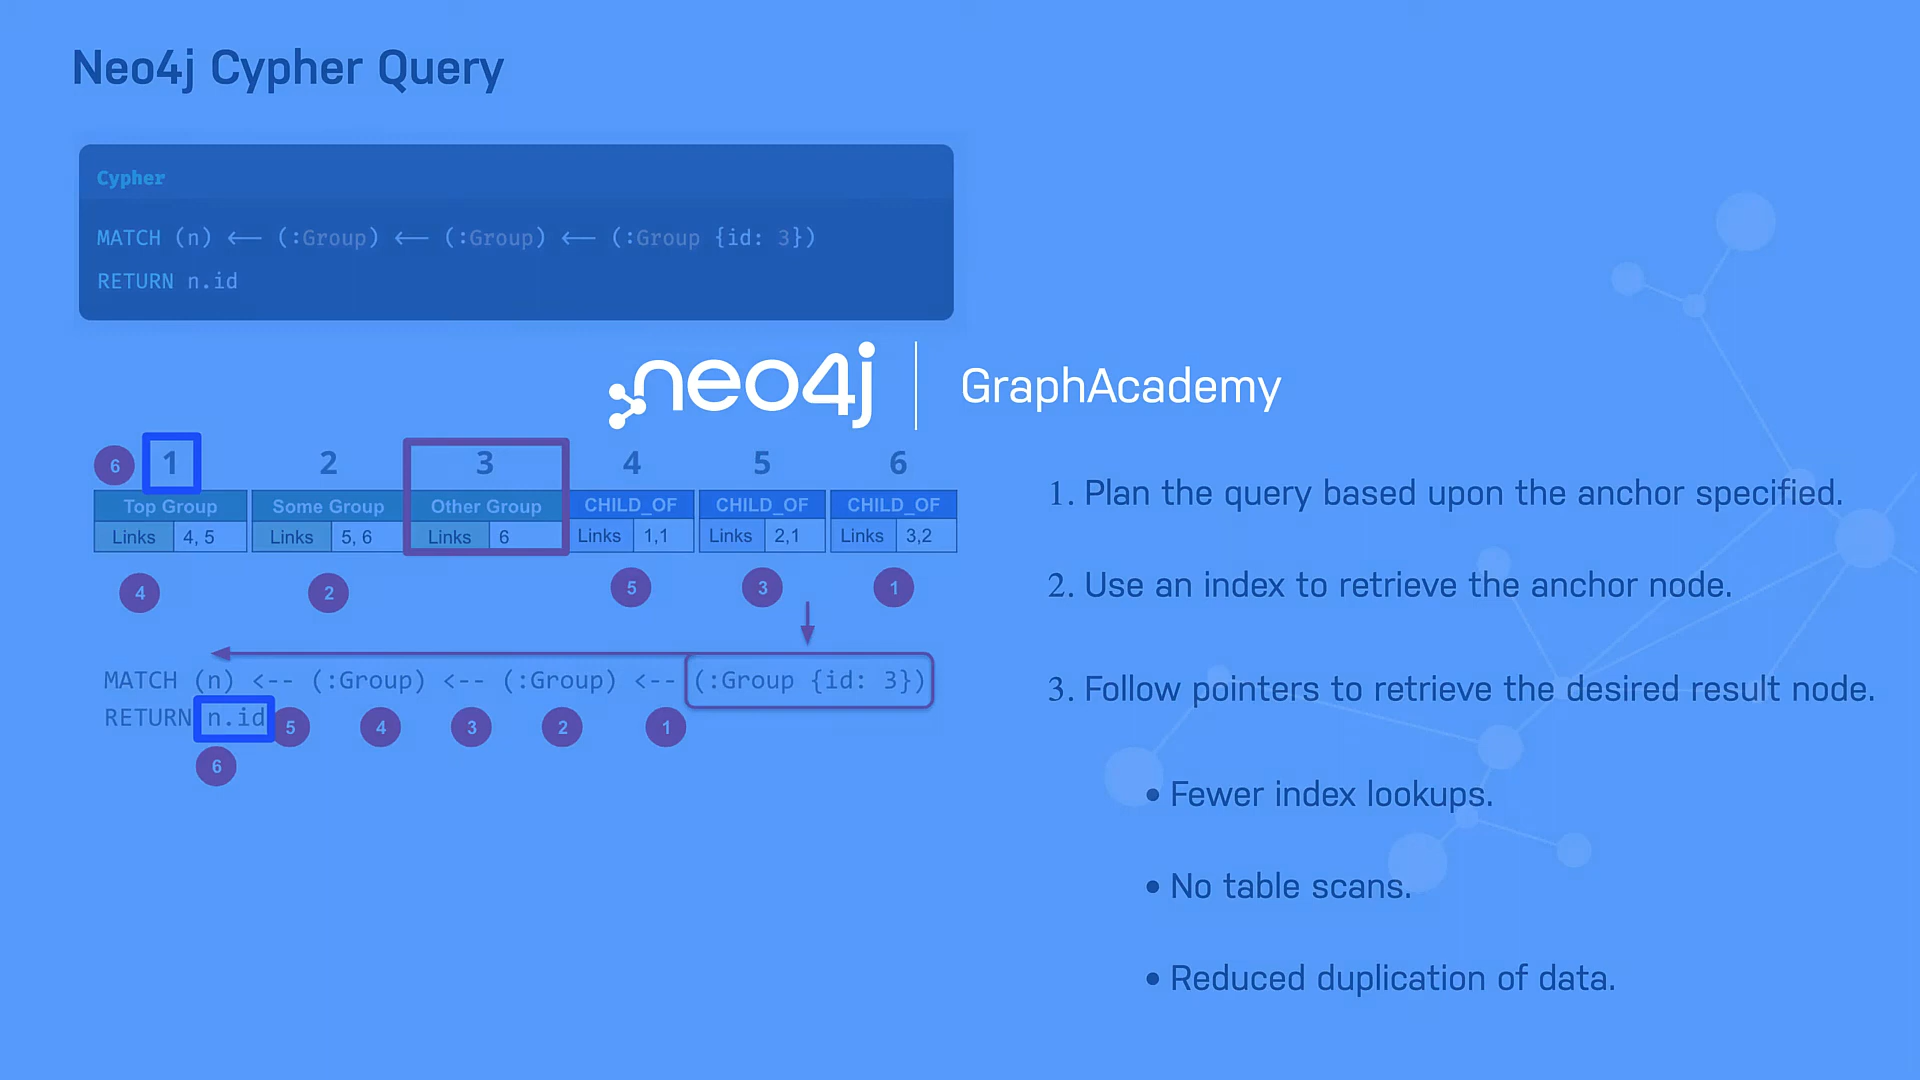 Neo4j Cypher Query
Cypher
MATCH (n) <-- (:Group) <-- (:Group) <-- (:Group {id: 3})
RETURN n.id
neo4j | GraphAcademy
6 1 2 3 4 5 6
Top Group Some Group Other Group CHILD_OF CHILD_OF CHILD_OF
Links 4, 5 Links 5, 6 Links 6 Links 1,1 Links 2,1 Links 3,2
4 2 5 3 1
MATCH (n) <-- (:Group) <-- (:Group) <-- (:Group {id: 3})
RETURN n.id 5 4 3 2 1
6
1. Plan the query based upon the anchor specified.
2. Use an index to retrieve the anchor node.
3. Follow pointers to retrieve the desired result node.
• Fewer index lookups.
• No table scans.
• Reduced duplication of data.